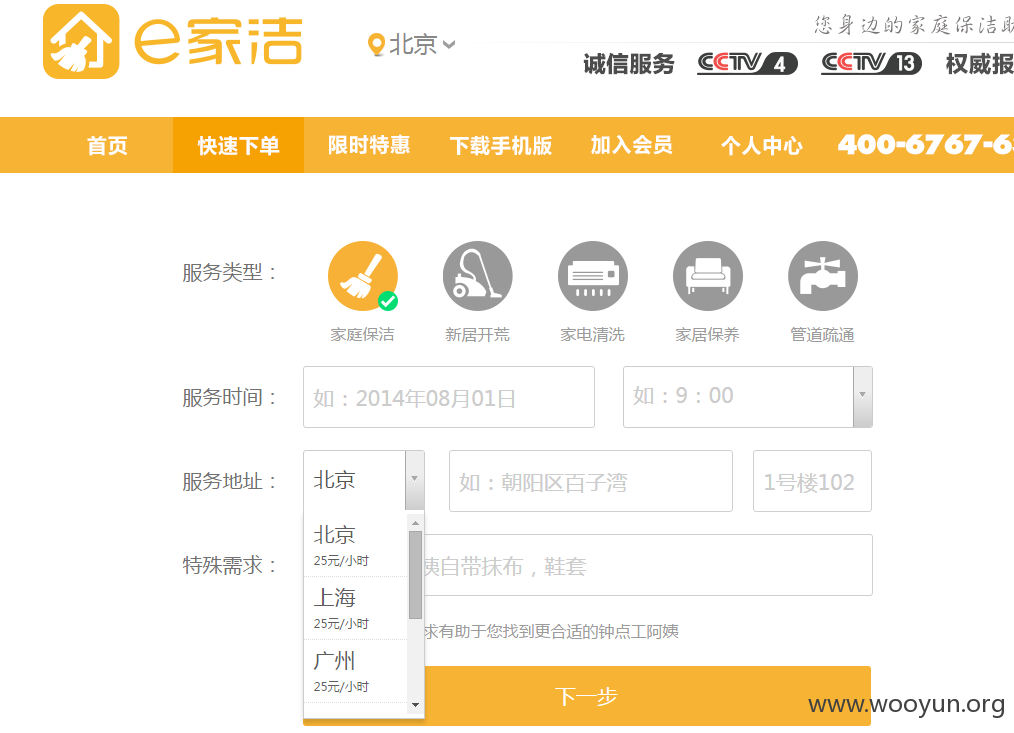 e家洁
北京
您身边的家庭保洁
诚信服务 CCTV 4 CCTV 13 权威报
首页 快速下单 限时特惠 下载手机版 加入会员 个人中心 400-6767-6
服务类型：
家庭保洁 新居开荒 家电清洗 家居保养 管道疏通
服务时间： 如：2014年08月01日 如：9：00
服务地址： 北京 如：朝阳区百子湾 1号楼102
北京
25元/小时
特殊需求： 姨自带抹布，鞋套
上海
25元/小时
求有助于您找到更合适的钟点工阿姨
广州
25元/小时
下一步
www.wooyun.org